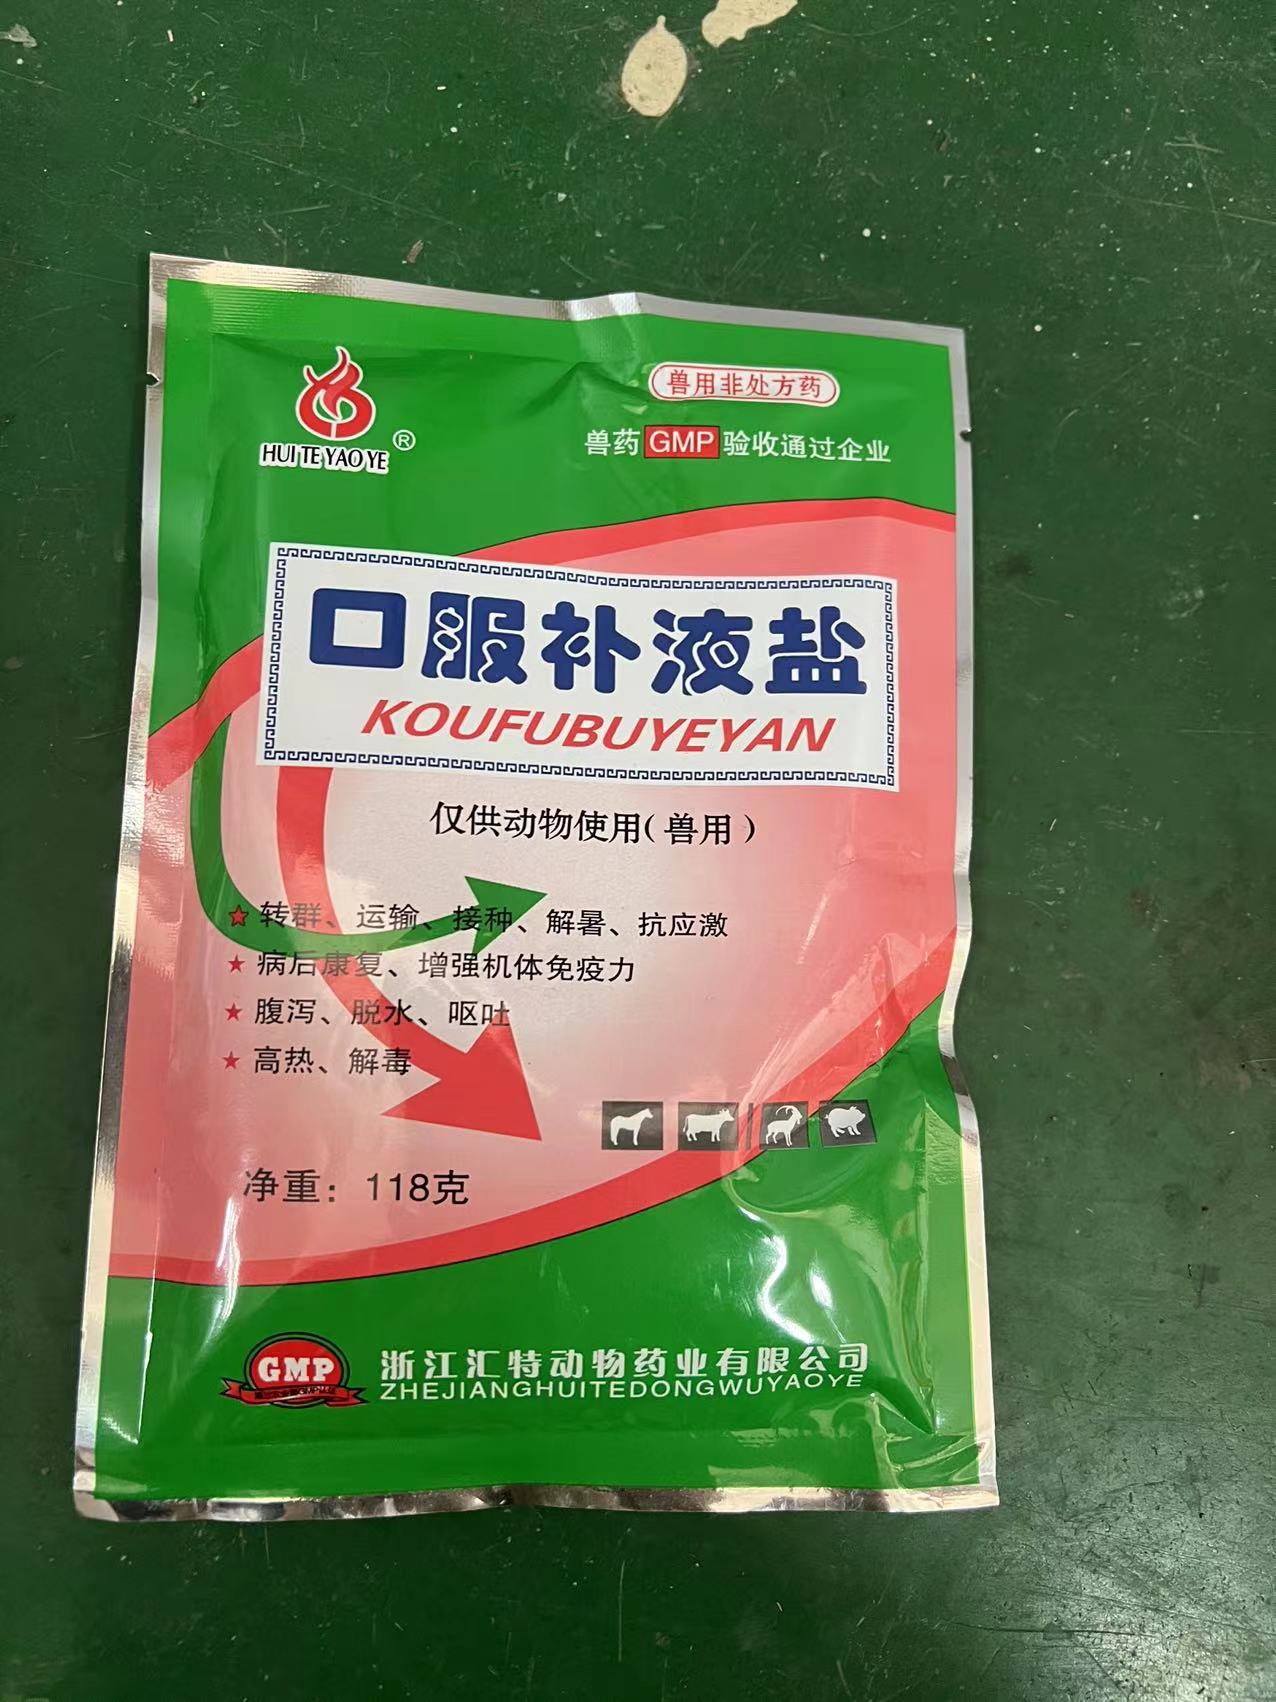 兽用非处方药
HUI TE YAO YE ®
兽药 GMP 验收通过企业
口服补液盐
KOUFUBUYEYAN
仅供动物使用(兽用)
★ 转群、运输、接种、解暑、抗应激
★ 病后康复、增强机体免疫力
★ 腹泻、脱水、呕吐
★ 高热、解毒
净重：118克
GMP
浙江汇特动物药业有限公司
ZHEJIANGHUITEDONGWUYAOYE